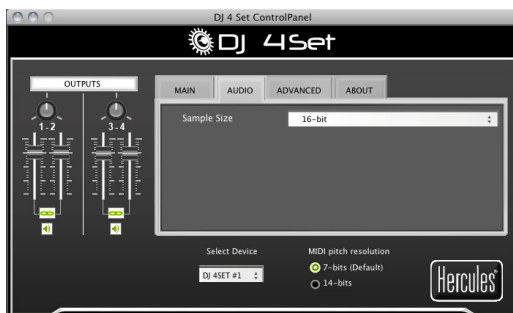 DJ 4 Set ControlPanel
DJ 4Set
OUTPUTS
1-2
3-4
MAIN
AUDIO
ADVANCED
ABOUT
Sample Size
16-bit
Select Device
DJ 4SET #1
MIDI pitch resolution
7-bits (Default)
14-bits
Hercules